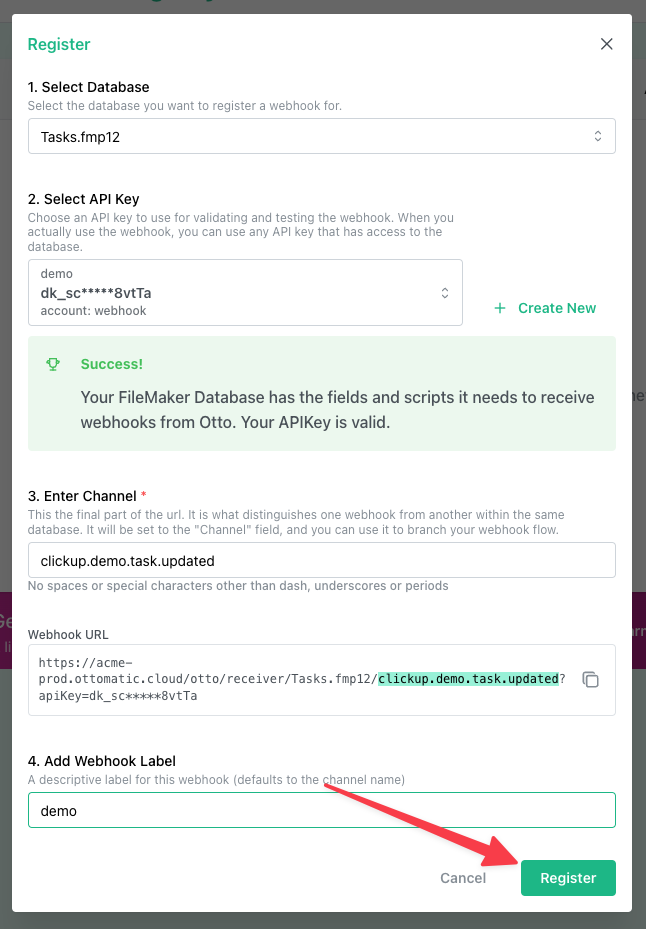 Register
1. Select Database
Select the database you want to register a webhook for.
Tasks.fmp12
2. Select API Key
Choose an API key to use for validating and testing the webhook. When you
actually use the webhook, you can use any API key that has access to the
database.
demo
dk_sc*****8vtTa
account: webhook
+ Create New
Success!
Your FileMaker Database has the fields and scripts it needs to receive
webhooks from Otto. Your APIKey is valid.
3. Enter Channel *
This the final part of the url. It is what distinguishes one webhook from another within the same
database. It will be set to the "Channel" field, and you can use it to branch your webhook flow.
clickup.demo.task.updated
No spaces or special characters other than dash, underscores or periods
Webhook URL
https://acme-
prod.ottomatic.cloud/otto/receiver/Tasks.fmp12/clickup.demo.task.updated?
apiKey=dk_sc*****8vtTa
4. Add Webhook Label
A descriptive label for this webhook (defaults to the channel name)
demo
Cancel
Register